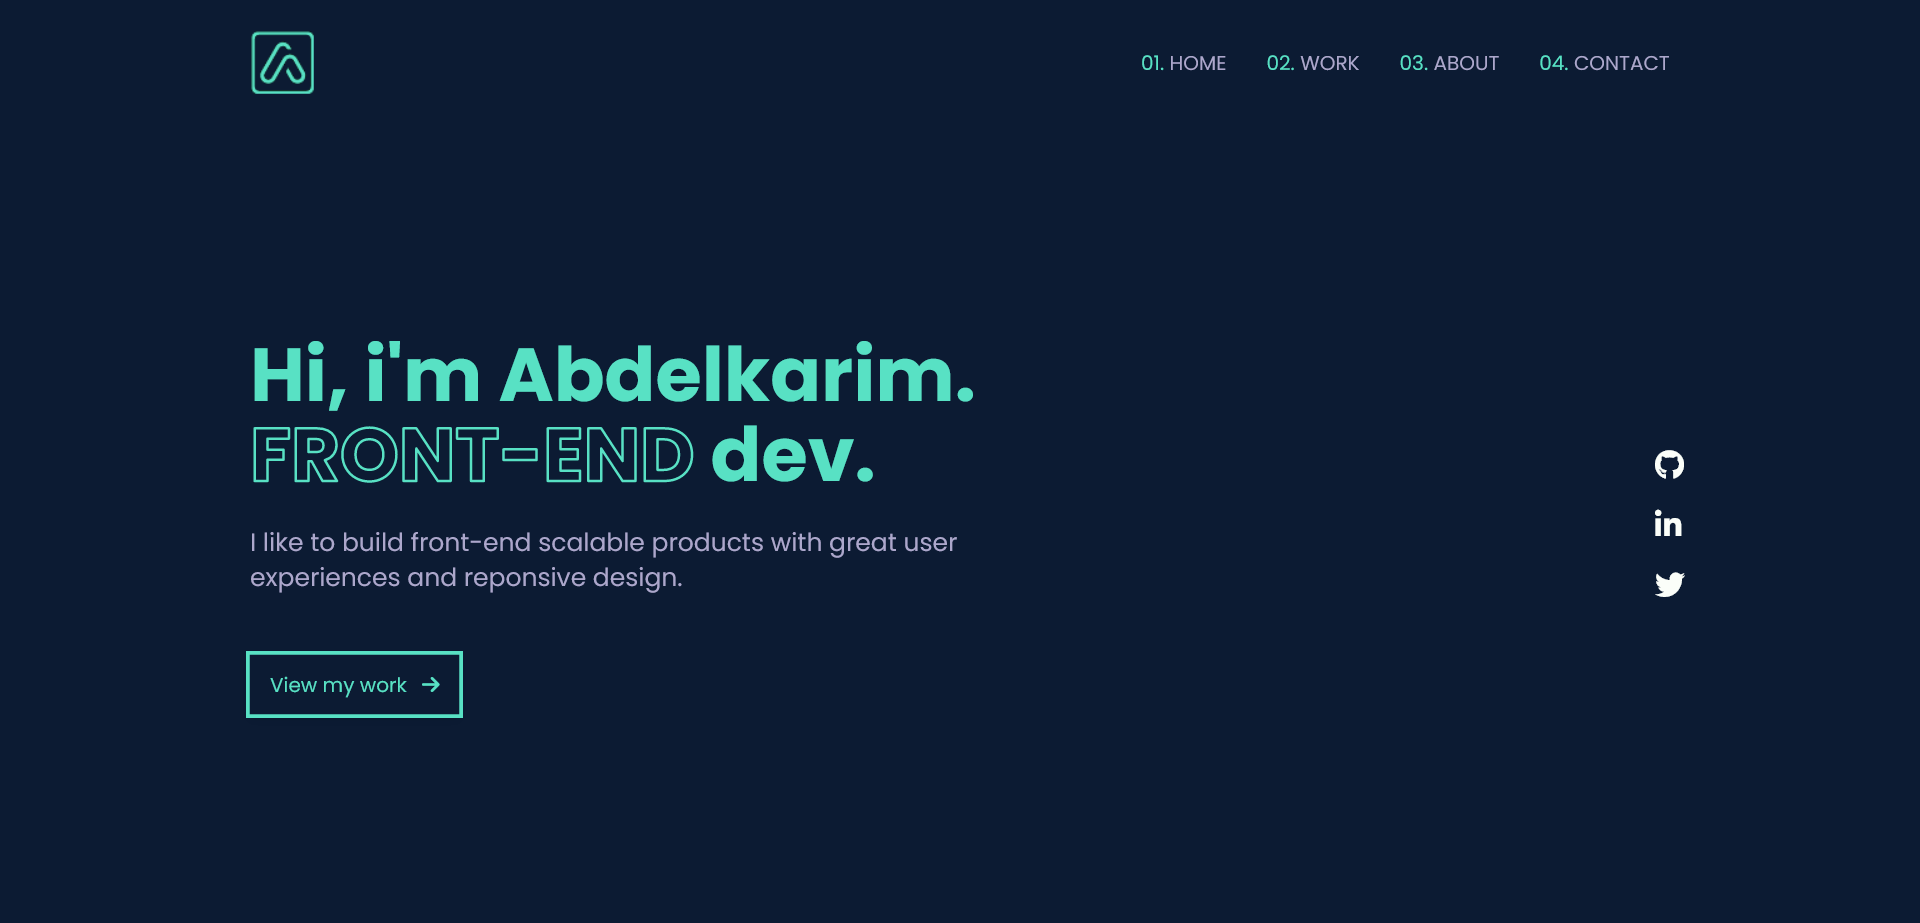 01. HOME 02. WORK 03. ABOUT 04. CONTACT
Hi, i'm Abdelkarim.
FRONT-END dev.
I like to build front-end scalable products with great user
experiences and reponsive design.
View my work